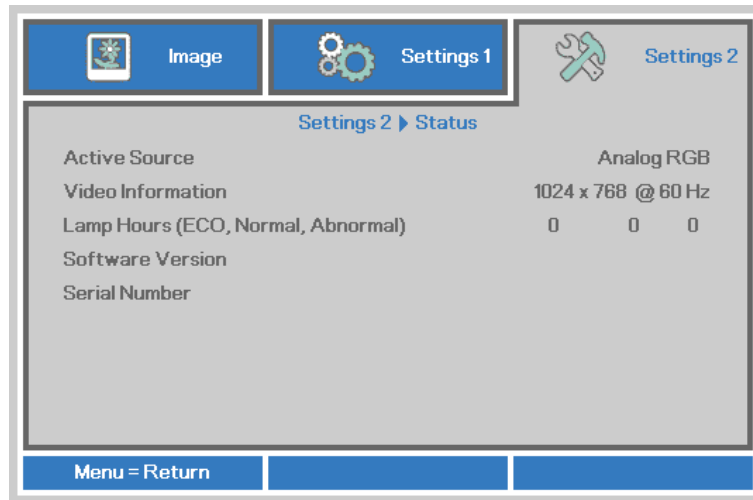 Image Settings 1 Settings 2
Settings 2 ▶ Status
Active Source Analog RGB
Video Information 1024 x 768 @ 60 Hz
Lamp Hours (ECO, Normal, Abnormal) 0 0 0
Software Version
Serial Number
Menu = Return